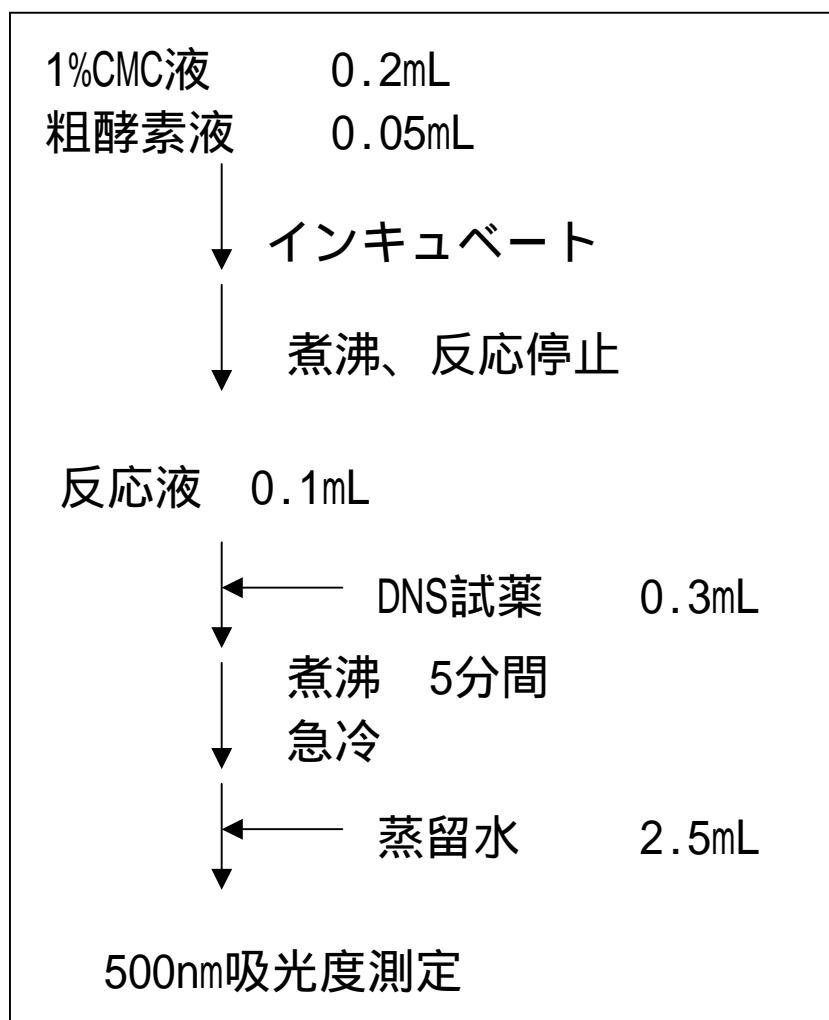 1%CMC液 0.2mL
粗酵素液 0.05mL
インキュベート
煮沸、反応停止
反応液 0.1mL
DNS試薬 0.3mL
煮沸 5分間
急冷
蒸留水 2.5mL
500nm吸光度測定